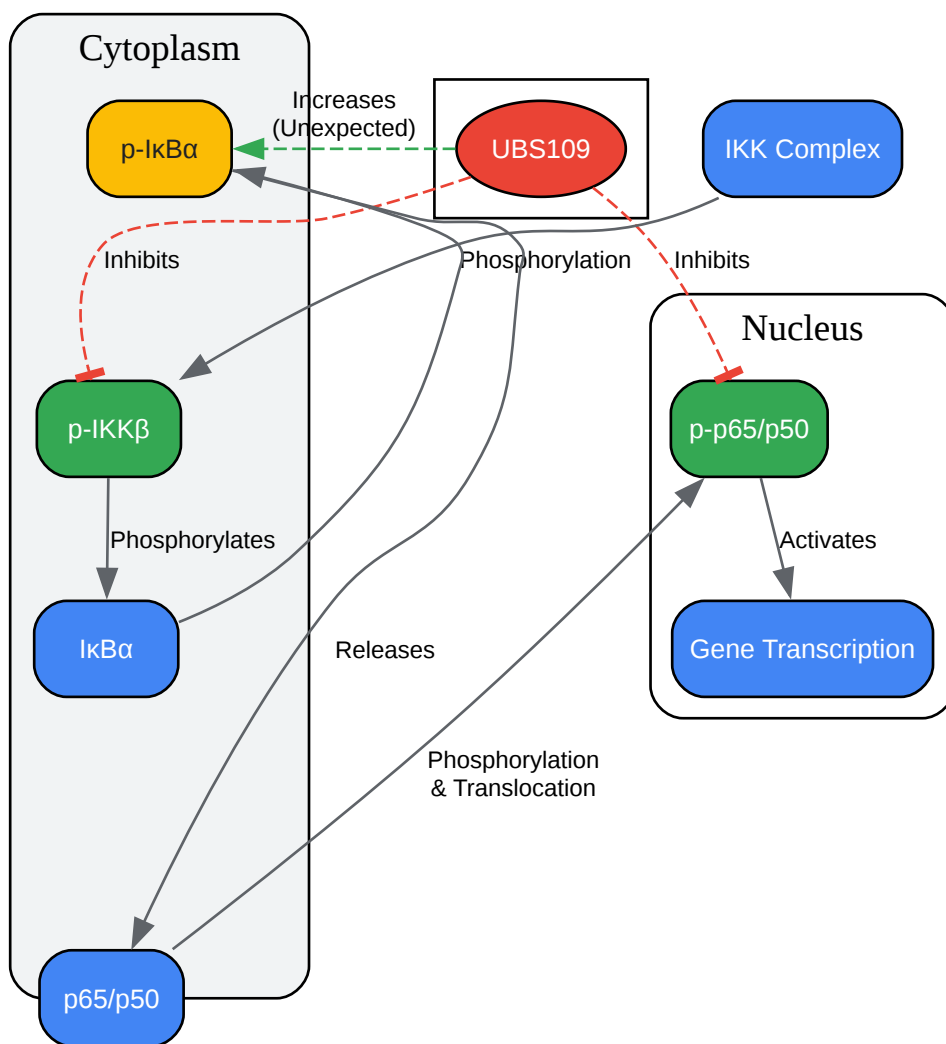 Cytoplasm
Increases
(Unexpected)
p-IκBα
UBS109
IKK Complex
Inhibits
Phosphorylation
Inhibits
Nucleus
p-IKKβ
p-p65/p50
Phosphorylates
Activates
IκBα
Releases
Gene Transcription
Phosphorylation
& Translocation
p65/p50